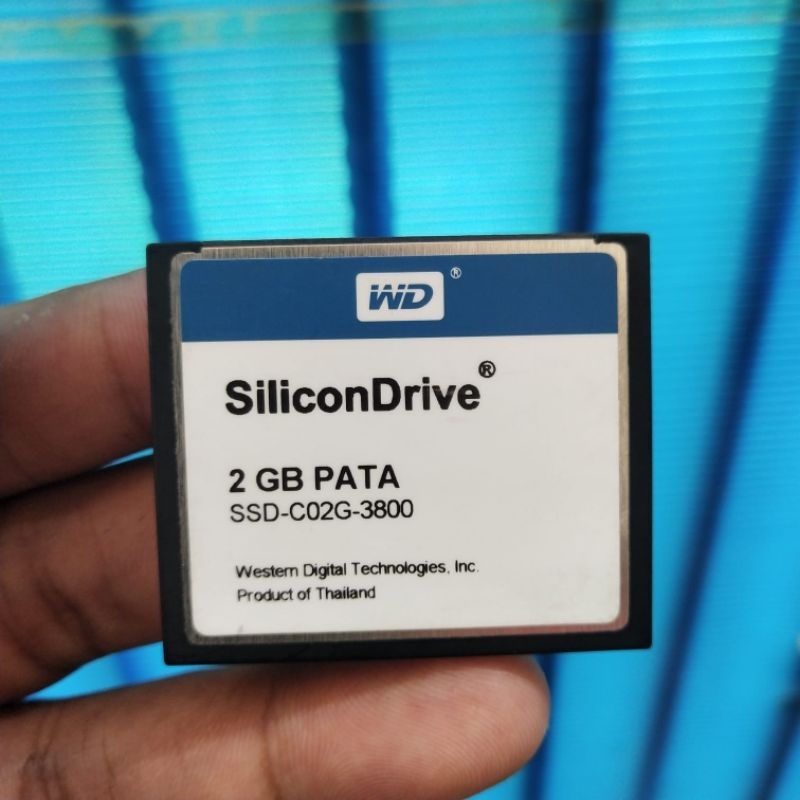 WD®
SiliconDrive®
2 GB PATA
SSD-C02G-3800
Western Digital Technologies, Inc.
Product of Thailand